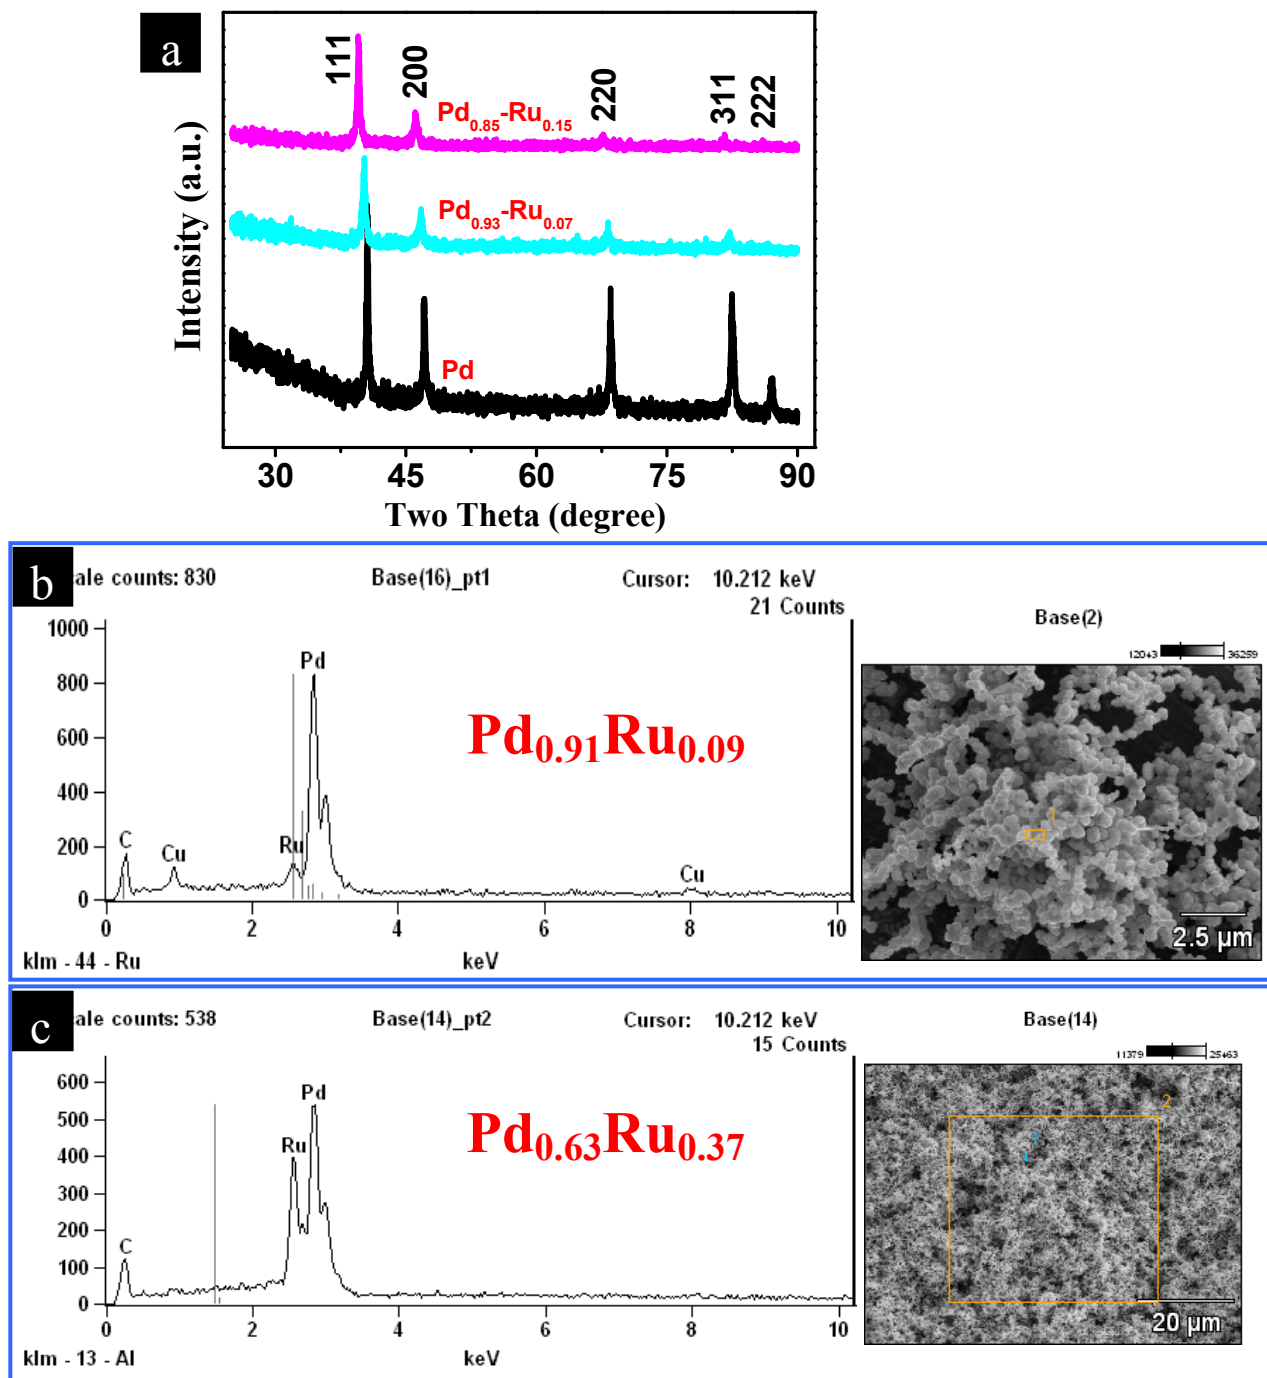 a
111
200
220
311
222
Pd0.85-Ru0.15
Pd0.93-Ru0.07
Pd
Intensity (a.u.)
30 45 60 75 90
Two Theta (degree)
b
ale counts: 830 Base(16)_pt1 Cursor: 10.212 keV
21 Counts
Base(2)
12043 36259
1000
800
600
400
200
0
Pd
Pd0.91Ru0.09
C
Cu
Ru
Cu
1
2.5 µm
0 2 4 6 8 10
klm - 44 - Ru keV
c
ale counts: 538 Base(14)_pt2 Cursor: 10.212 keV
15 Counts
Base(14)
11379 25463
600
500
400
300
200
100
0
Pd
Ru
C
Pd0.63Ru0.37
2
20 µm
0 2 4 6 8 10
klm - 13 - Al keV